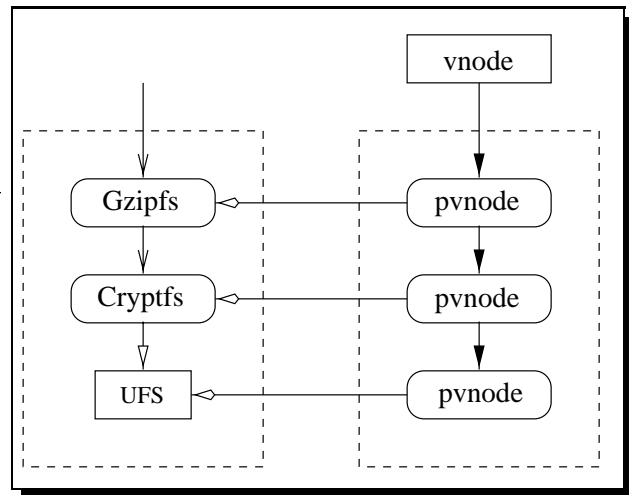 vnode
Gzipfs
pvnode
Cryptfs
pvnode
UFS
pvnode